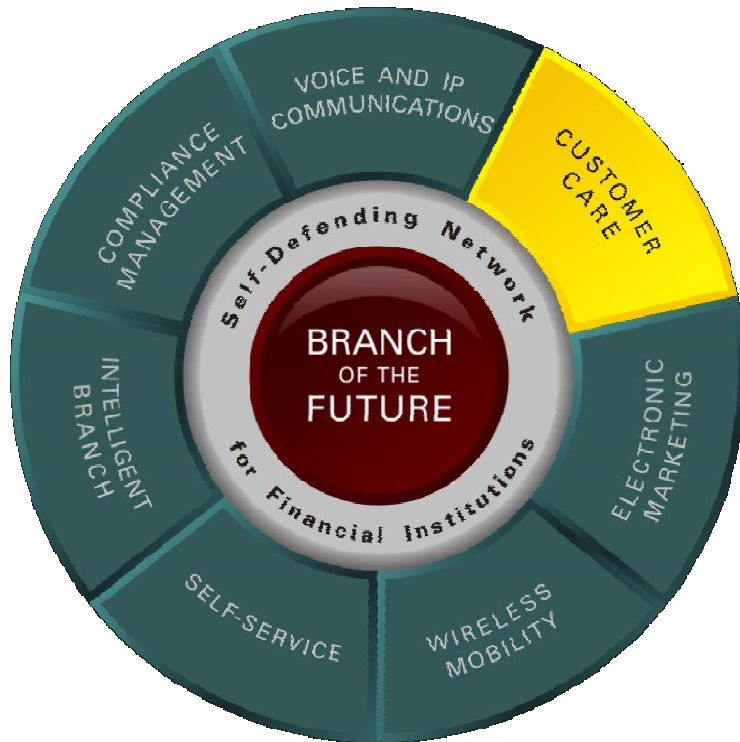 VOICE AND IP
COMMUNICATIONS
CUSTOMER
CARE
ELECTRONIC
MARKETING
WIRELESS
MOBILITY
SELF-SERVICE
INTELLIGENT
BRANCH
COMPLIANCE
MANAGEMENT
Self-Defending Network
for Financial Institutions
BRANCH
OF THE
FUTURE